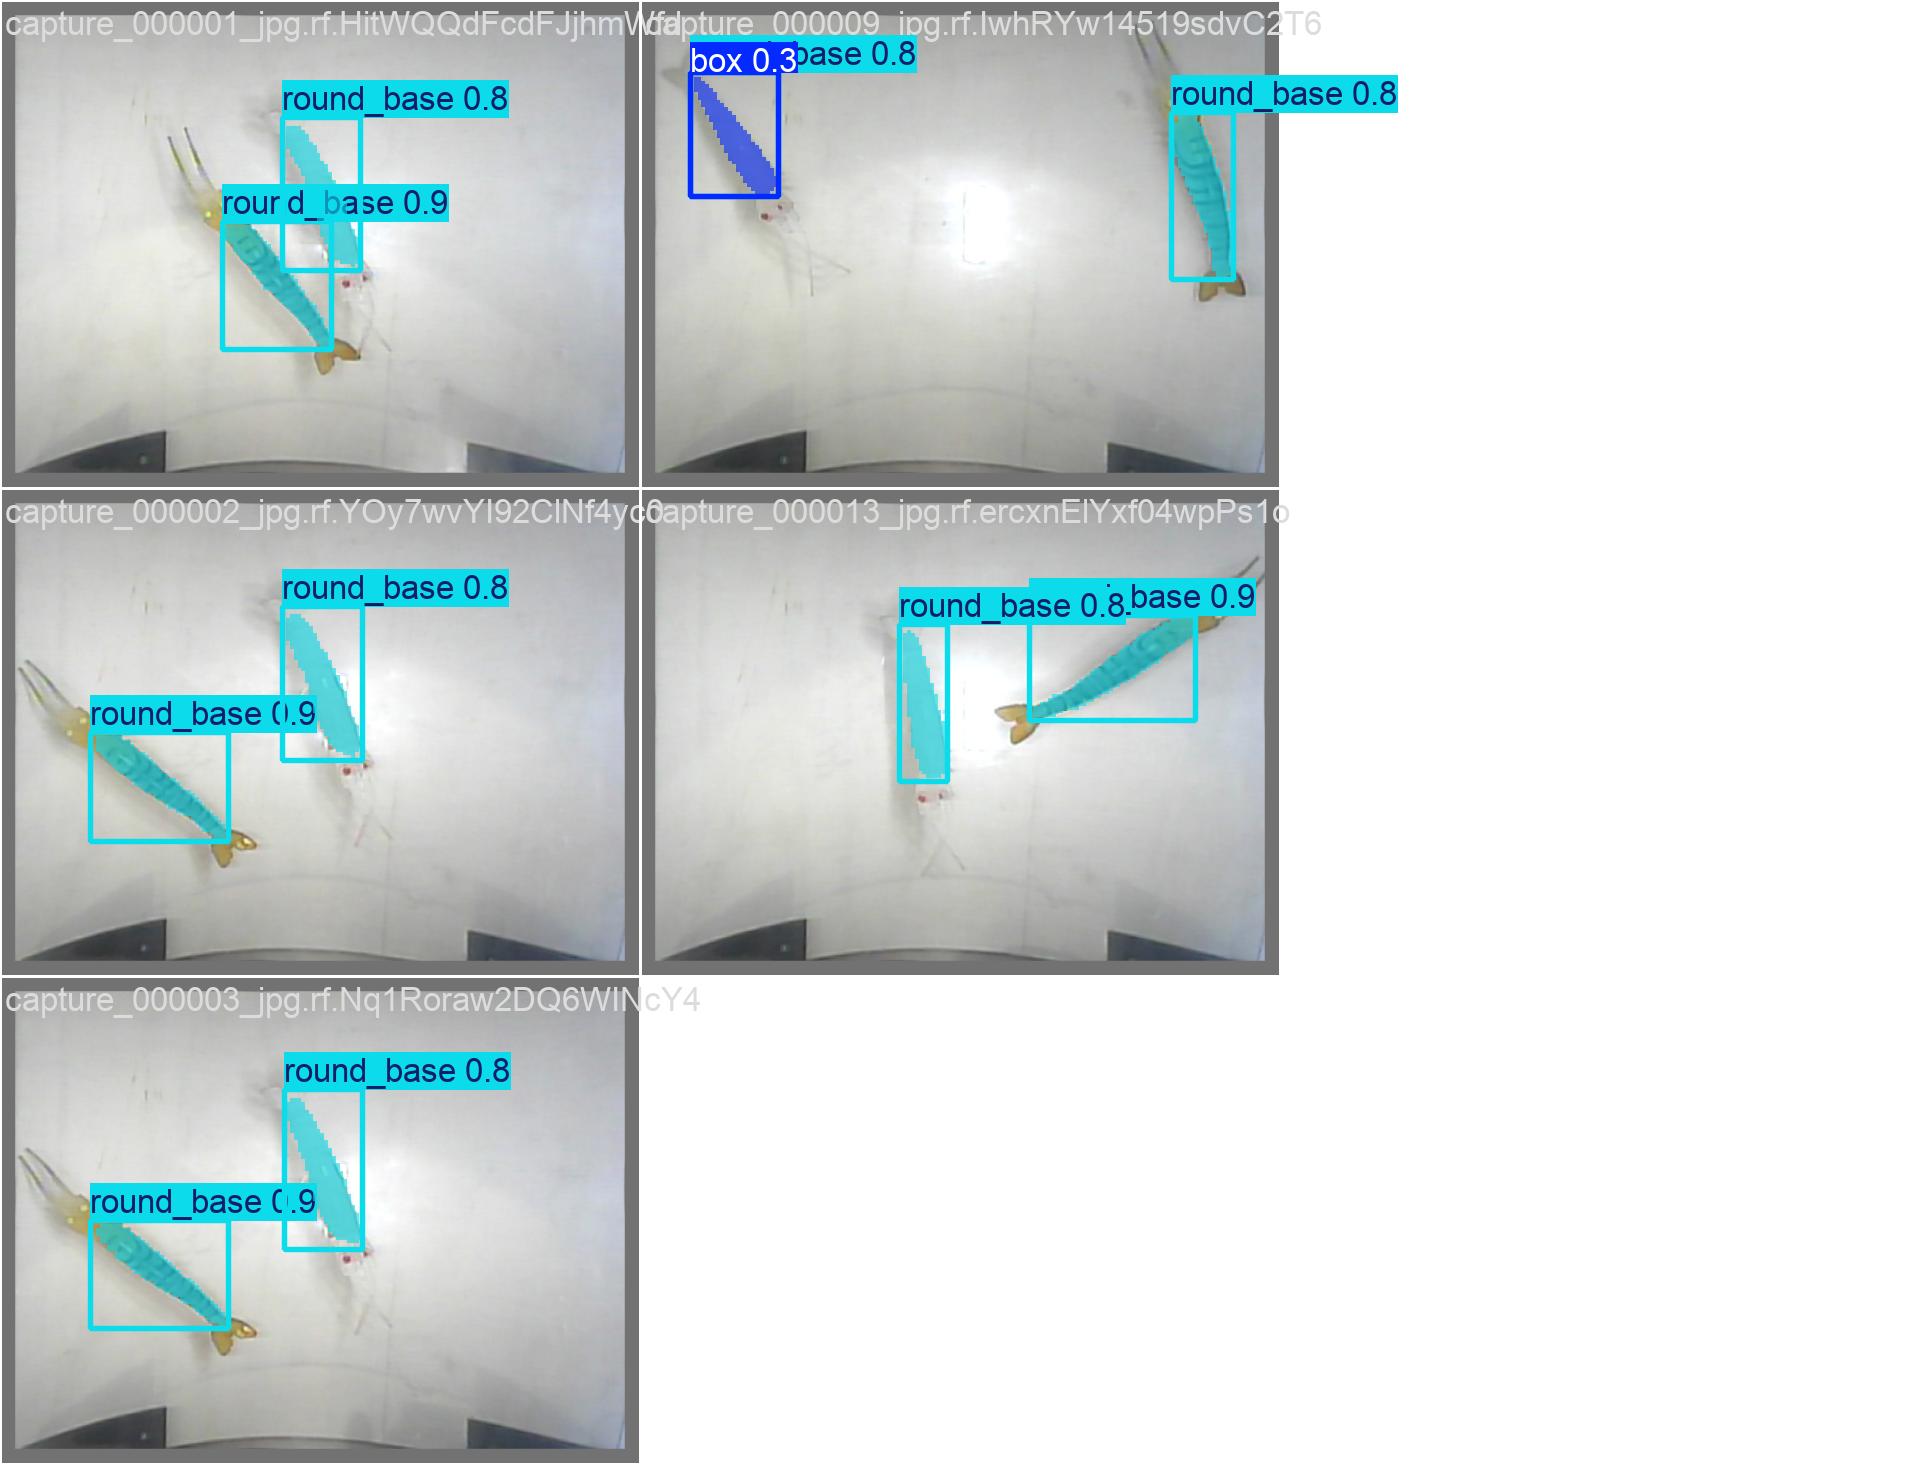 capture_000001_jpg.rf.HitWQQdFcdFJjhmW
capture_000009_jpg.rf.IwhRYw14519sdvC2T6
round_base 0.8
round_base 0.9
box 0.3
base 0.8
round_base 0.8
capture_000002_jpg.rf.YOy7wvYI92ClNf4yc6
capture_000013_jpg.rf.ercxnElYxf04wpPs1o
round_base 0.8
round_base 0.9
round_base 0.8
base 0.9
capture_000003_jpg.rf.Nq1Roraw2DQ6WINcY4
round_base 0.8
round_base 0.9